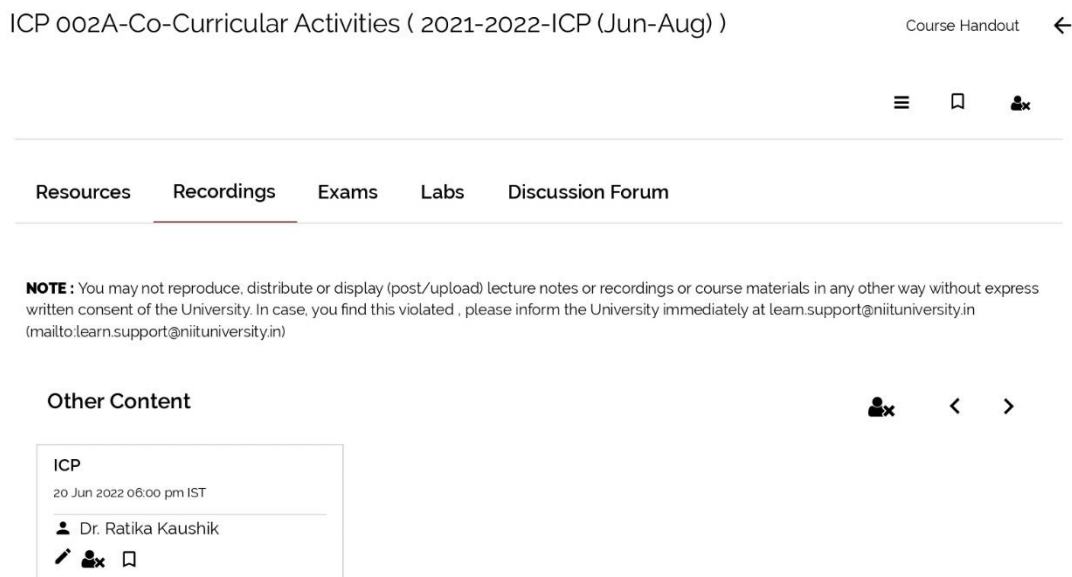 ICP 002A-Co-Curricular Activities ( 2021-2022-ICP (Jun-Aug) )
Course Handout
Resources Recordings Exams Labs Discussion Forum
NOTE : You may not reproduce, distribute or display (post/upload) lecture notes or recordings or course materials in any other way without express
written consent of the University. In case, you find this violated , please inform the University immediately at learn.support@niituniversity.in
(mailto:learn.support@niituniversity.in)
Other Content
ICP
20 Jun 2022 06:00 pm IST
Dr. Ratika Kaushik